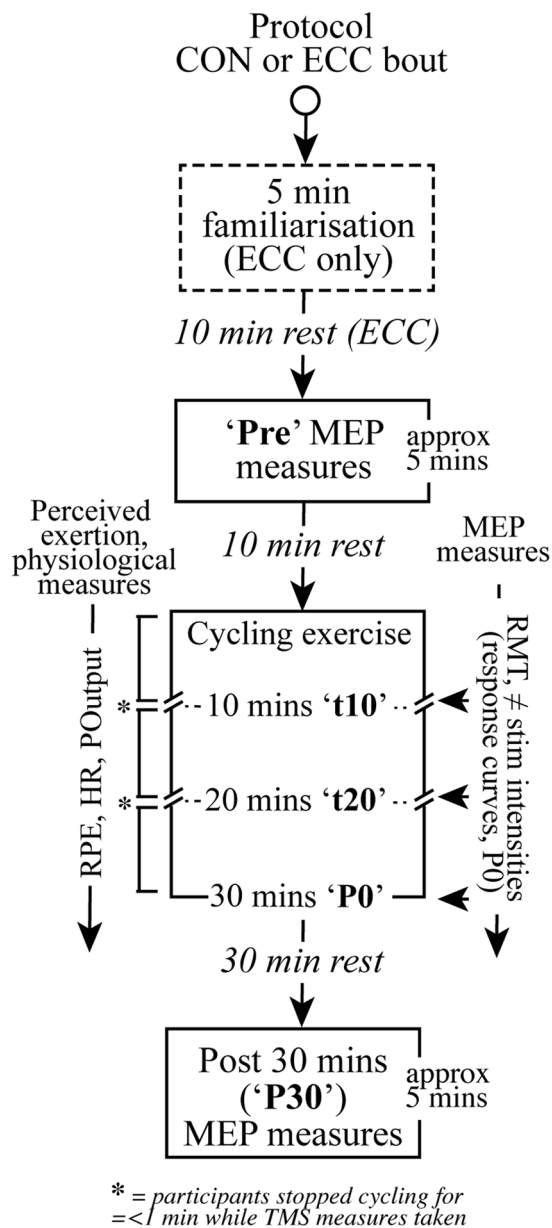 Protocol
CON or ECC bout
5 min
familiarisation
(ECC only)
10 min rest (ECC)
‘Pre’ MEP
measures
approx
5 mins
10 min rest
Perceived
exertion,
physiological
measures
RPE, HR, POutput
MEP
measures
RMT, ≠ stim intensities
(response curves, P0)
Cycling exercise
*
10 mins ‘t10’
*
20 mins ‘t20’
30 mins ‘P0’
30 min rest
Post 30 mins
(‘P30’)
MEP measures
approx
5 mins
* = participants stopped cycling for
=<1 min while TMS measures taken